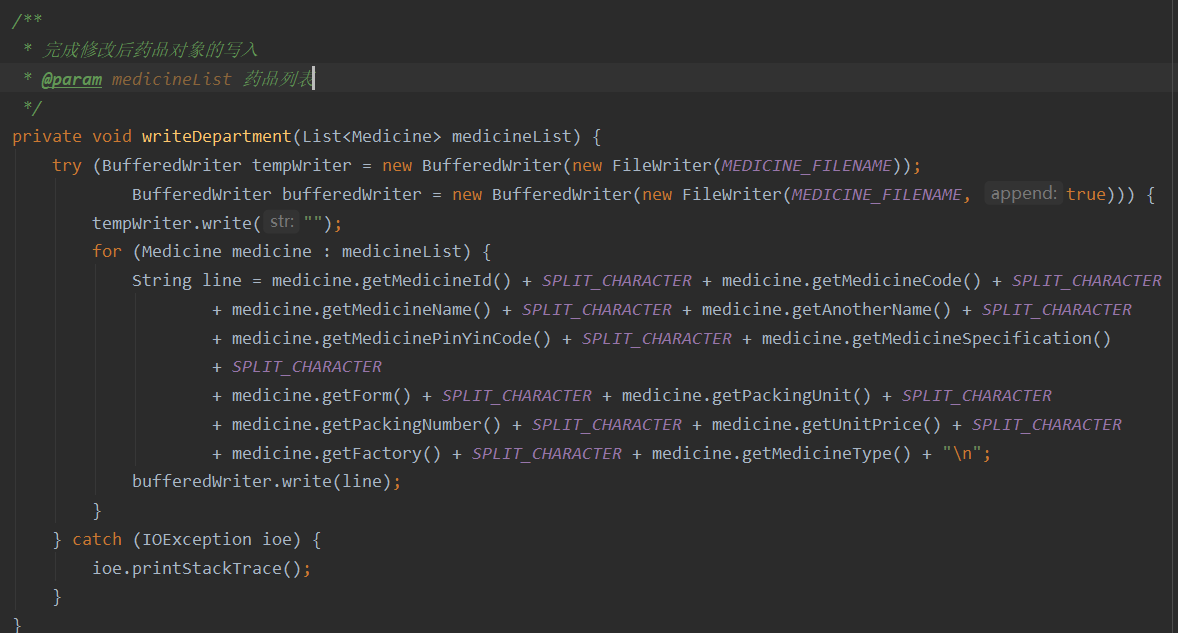 /**
 * 完成修改后药品对象的写入
 * @param medicineList 药品列表
 */
private void writeDepartment(List<Medicine> medicineList) {
    try (BufferedWriter tempWriter = new BufferedWriter(new FileWriter(MEDICINE_FILENAME));
            BufferedWriter bufferedWriter = new BufferedWriter(new FileWriter(MEDICINE_FILENAME, append: true))) {
        tempWriter.write( str: "");
        for (Medicine medicine : medicineList) {
            String line = medicine.getMedicineId() + SPLIT_CHARACTER + medicine.getMedicineCode() + SPLIT_CHARACTER
                    + medicine.getMedicineName() + SPLIT_CHARACTER + medicine.getAnotherName() + SPLIT_CHARACTER
                    + medicine.getMedicinePinYinCode() + SPLIT_CHARACTER + medicine.getMedicineSpecification()
                    + SPLIT_CHARACTER
                    + medicine.getForm() + SPLIT_CHARACTER + medicine.getPackingUnit() + SPLIT_CHARACTER
                    + medicine.getPackingNumber() + SPLIT_CHARACTER + medicine.getUnitPrice() + SPLIT_CHARACTER
                    + medicine.getFactory() + SPLIT_CHARACTER + medicine.getMedicineType() + "\n";
            bufferedWriter.write(line);
        }
    } catch (IOException ioe) {
        ioe.printStackTrace();
    }
}